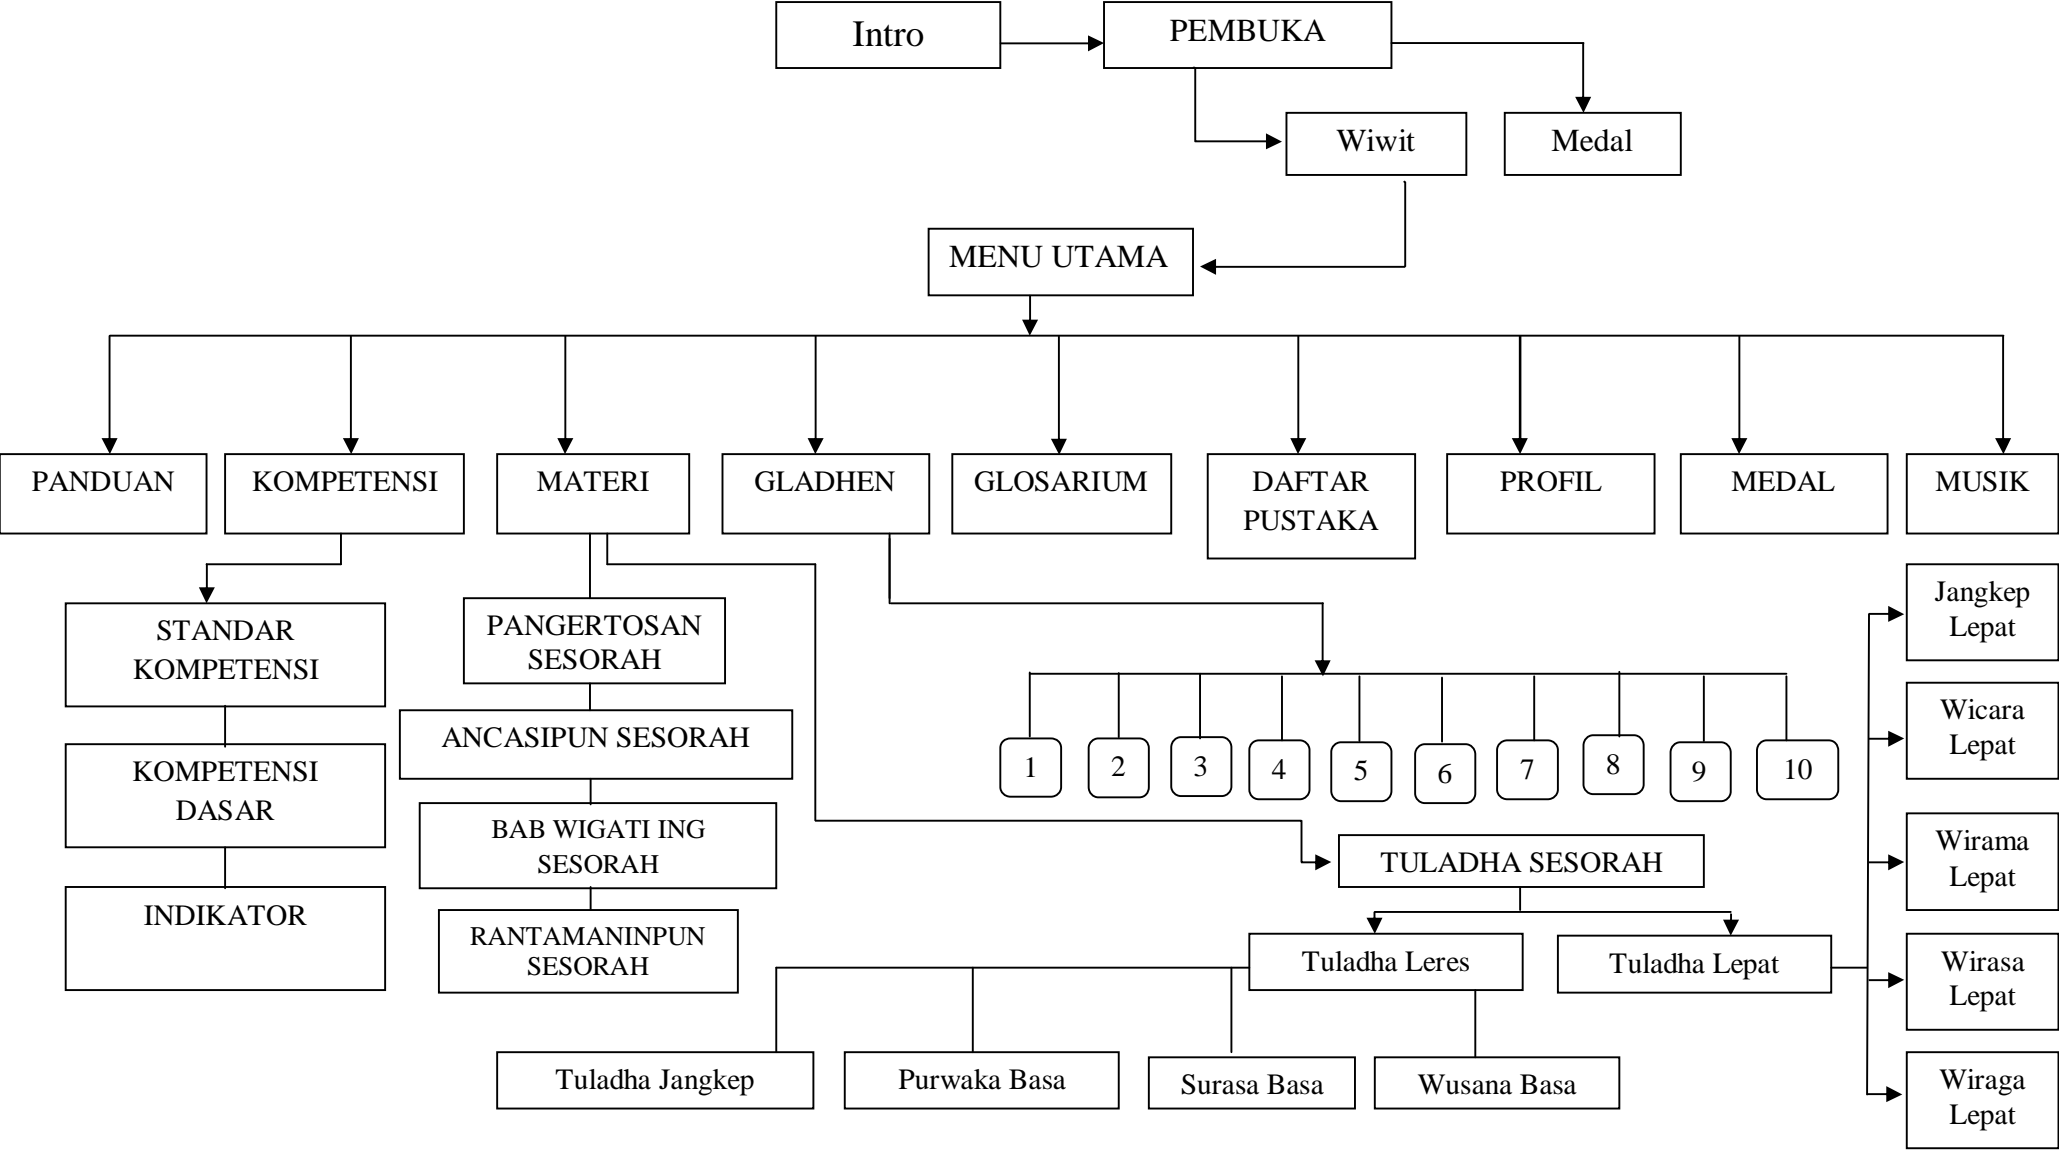 Intro
PEMBUKA
Wiwit
Medal
MENU UTAMA
PANDUAN
KOMPETENSI
MATERI
GLADHEN
GLOSARIUM
DAFTAR
PUSTAKA
PROFIL
MEDAL
MUSIK
STANDAR
KOMPETENSI
KOMPETENSI
DASAR
INDIKATOR
PANGERTOSAN
SESORAH
ANCASIPUN SESORAH
BAB WIGATI ING
SESORAH
RANTAMANINPUN
SESORAH
1
2
3
4
5
6
7
8
9
10
TULADHA SESORAH
Tuladha Leres
Tuladha Lepat
Tuladha Jangkep
Purwaka Basa
Surasa Basa
Wusana Basa
Jangkep
Lepat
Wicara
Lepat
Wirama
Lepat
Wirasa
Lepat
Wiraga
Lepat